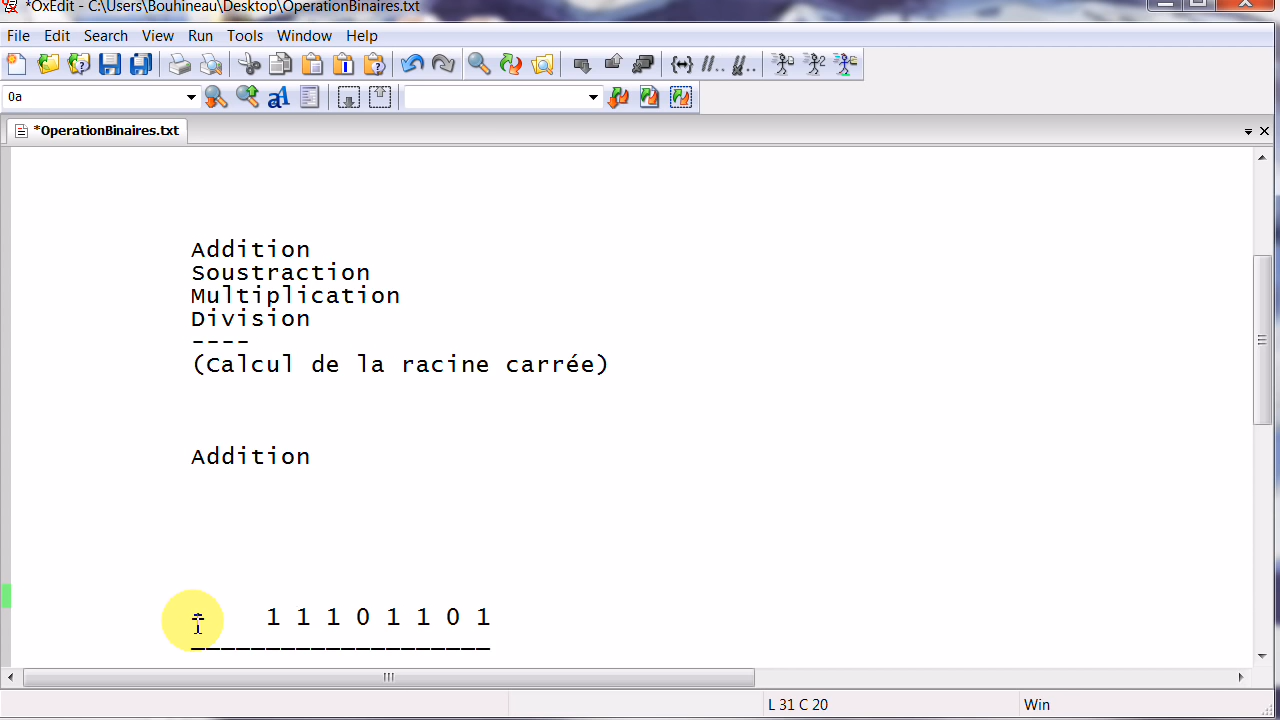 *OxEdit - C:\Users\Bouhineau\Desktop\OperationBinaires.txt
File Edit Search View Run Tools Window Help
0a
*OperationBinaires.txt
Addition
Soustraction
Multiplication
Division
----
(Calcul de la racine carrée)
Addition
+ 1 1 1 0 1 1 0 1
____________________
L 31 C 20 Win